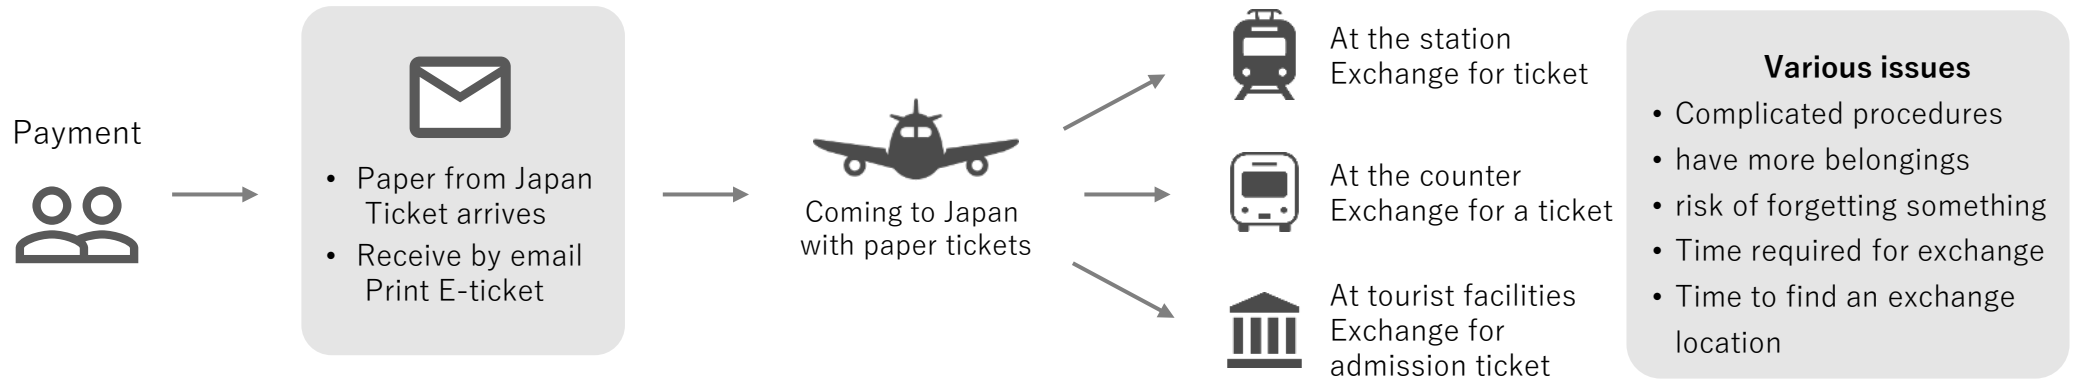 Payment
• Paper from Japan
Ticket arrives
• Receive by email
Print E-ticket
Coming to Japan
with paper tickets
At the station
Exchange for ticket
At the counter
Exchange for a ticket
At tourist facilities
Exchange for
admission ticket
Various issues
• Complicated procedures
• have more belongings
• risk of forgetting something
• Time required for exchange
• Time to find an exchange
location